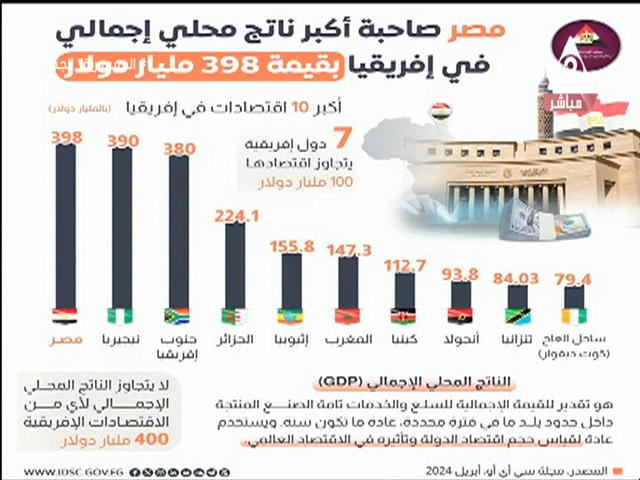 مصر صاحبة أكبر ناتج محلي إجمالي
في إفريقيا بقيمة 398 مليار دولار
مباشر
أكبر 10 اقتصادات في إفريقيا (بالمليار دولار)
7 دول إفريقية
يتجاوز اقتصادها
100 مليار دولار
398
390
380
224.1
155.8
147.3
112.7
93.8
84.03
79.4
مصر
نيجيريا
جنوب إفريقيا
الجزائر
إثيوبيا
المغرب
كينيا
أنجولا
تنزانيا
ساحل العاج
(كوت ديفوار)
لا يتجاوز الناتج المحلي
الإجمالي لأي من
الاقتصادات الإفريقية
400 مليار دولار
الناتج المحلي الإجمالي (GDP)
هو تقدير للقيمة الإجمالية للسلع والخدمات تامة الصنع المنتجة
داخل حدود بلد ما في فترة محددة، عادة ما تكون سنة. ويستخدم
عادة لقياس حجم اقتصاد الدولة وتأثيره في الاقتصاد العالمي.
المصدر: مجلة سي أي أو، أبريل 2024
WWW.IDSC.GOV.EG